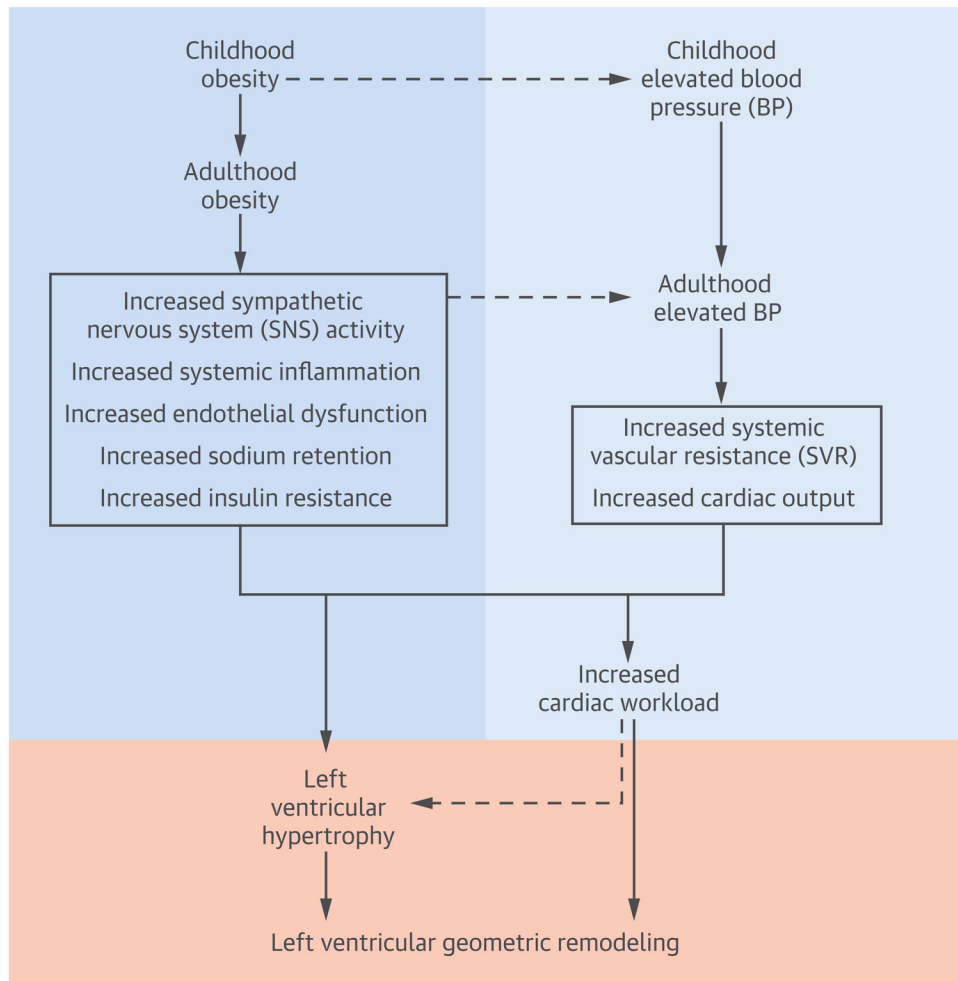 Childhood
obesity
Childhood
elevated blood
pressure (BP)
Adulthood
obesity
Increased sympathetic
nervous system (SNS) activity
Increased systemic inflammation
Increased endothelial dysfunction
Increased sodium retention
Increased insulin resistance
Adulthood
elevated BP
Increased systemic
vascular resistance (SVR)
Increased cardiac output
Increased
cardiac workload
Left
ventricular
hypertrophy
Left ventricular geometric remodeling